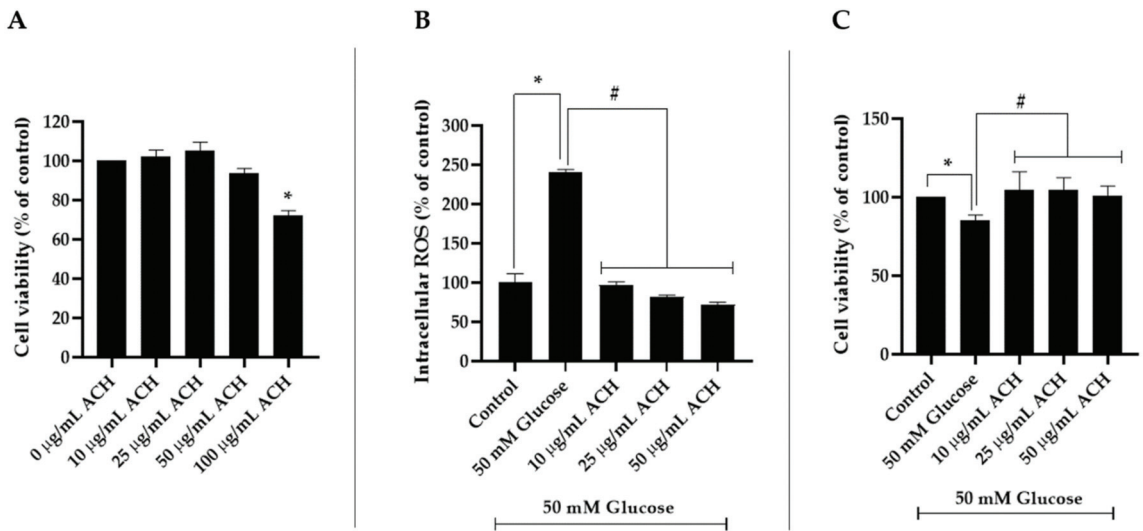 A
Cell viability (% of control)
120
100
80
60
40
20
0
*
0 µg/mL ACH
10 µg/mL ACH
25 µg/mL ACH
50 µg/mL ACH
100 µg/mL ACH
B
Intracellular ROS (% of control)
300
250
200
150
100
50
0
*
#
Control
50 mM Glucose
10 µg/mL ACH
25 µg/mL ACH
50 µg/mL ACH
50 mM Glucose
C
Cell viability (% of control)
150
100
50
0
*
#
Control
50 mM Glucose
10 µg/mL ACH
25 µg/mL ACH
50 µg/mL ACH
50 mM Glucose